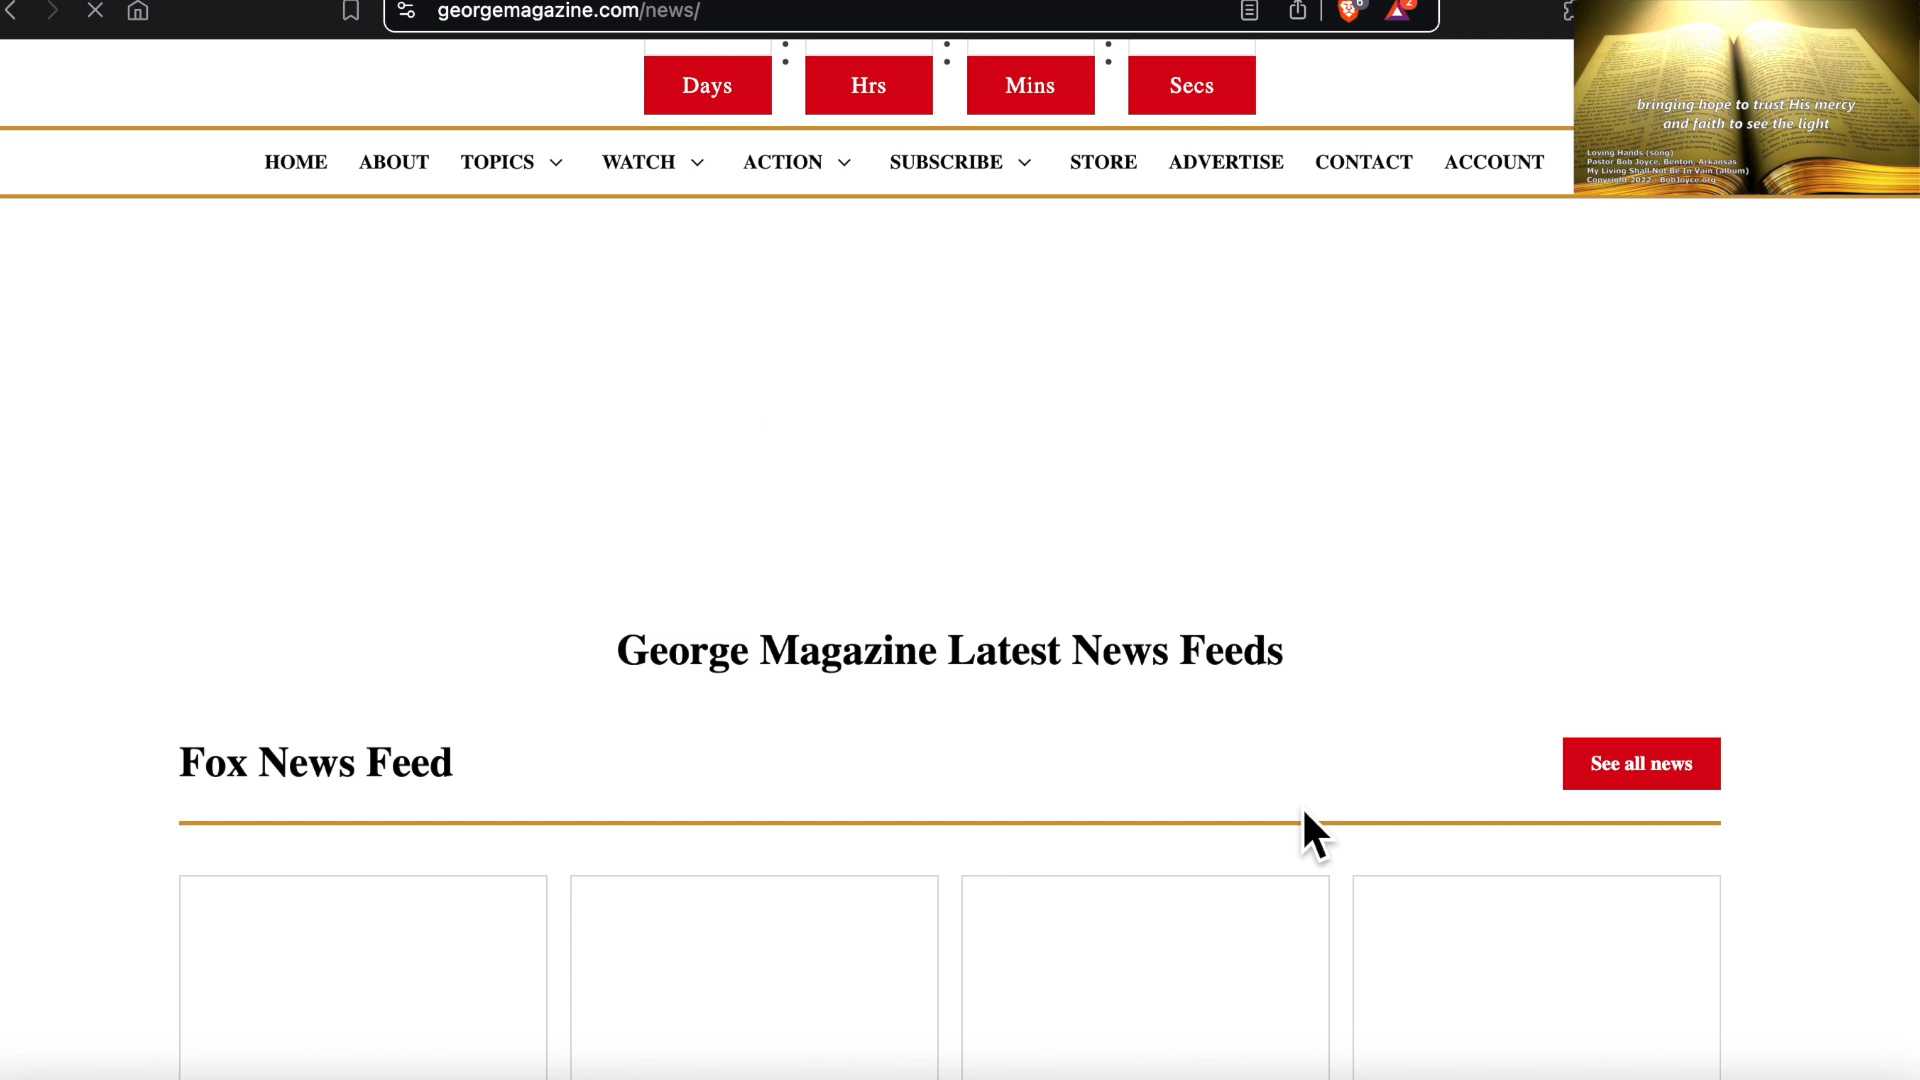 georgemagazine.com/news/
6
2
Days
Hrs
Mins
Secs
HOME
ABOUT
TOPICS
WATCH
ACTION
SUBSCRIBE
STORE
ADVERTISE
CONTACT
ACCOUNT
bringing hope to trust His mercy
and faith to see the light
Loving Hands (song)
Pastor Bob Joyce, Benton, Arkansas
My Living Shall Not Be In Vain (album)
Copyright 2022 - BobJoyce.org
George Magazine Latest News Feeds
Fox News Feed
See all news